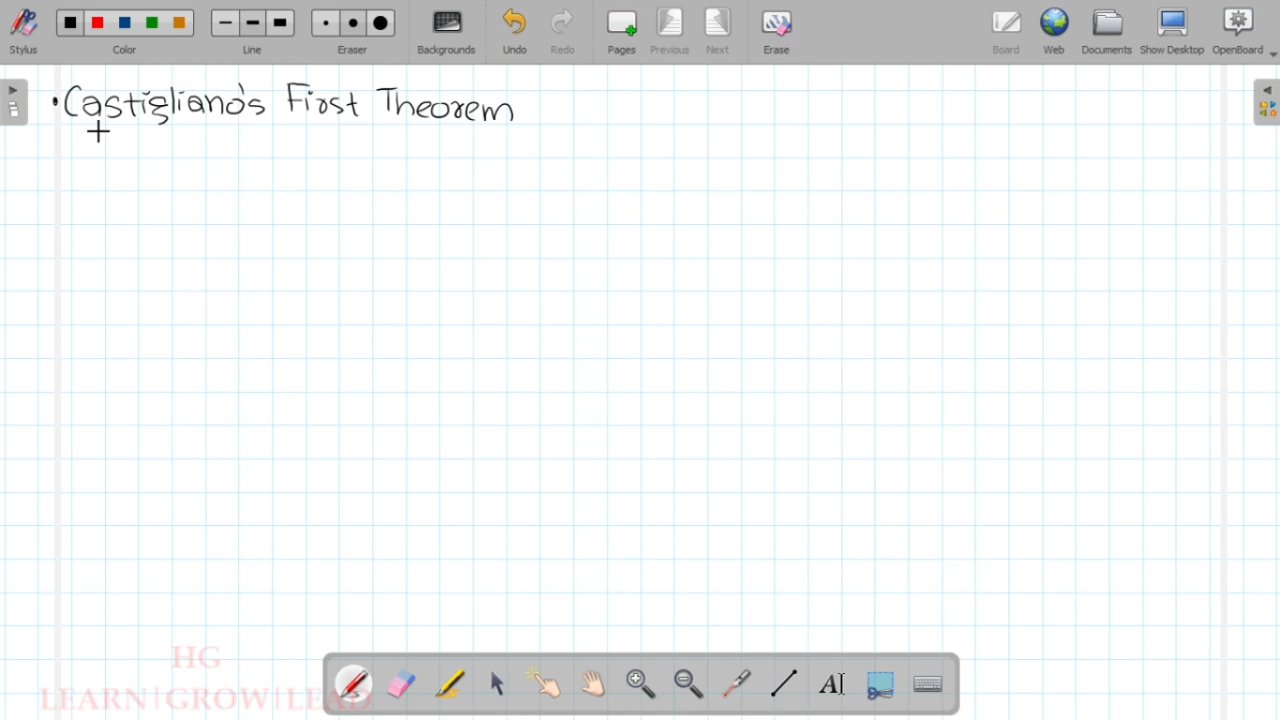 Stylus Color Line Eraser Backgrounds Undo Redo Pages Previous Next Erase Board Web Documents Show Desktop OpenBoard
•Castigliano's First Theorem
HG
LEARN|GROW|LEAD
AI